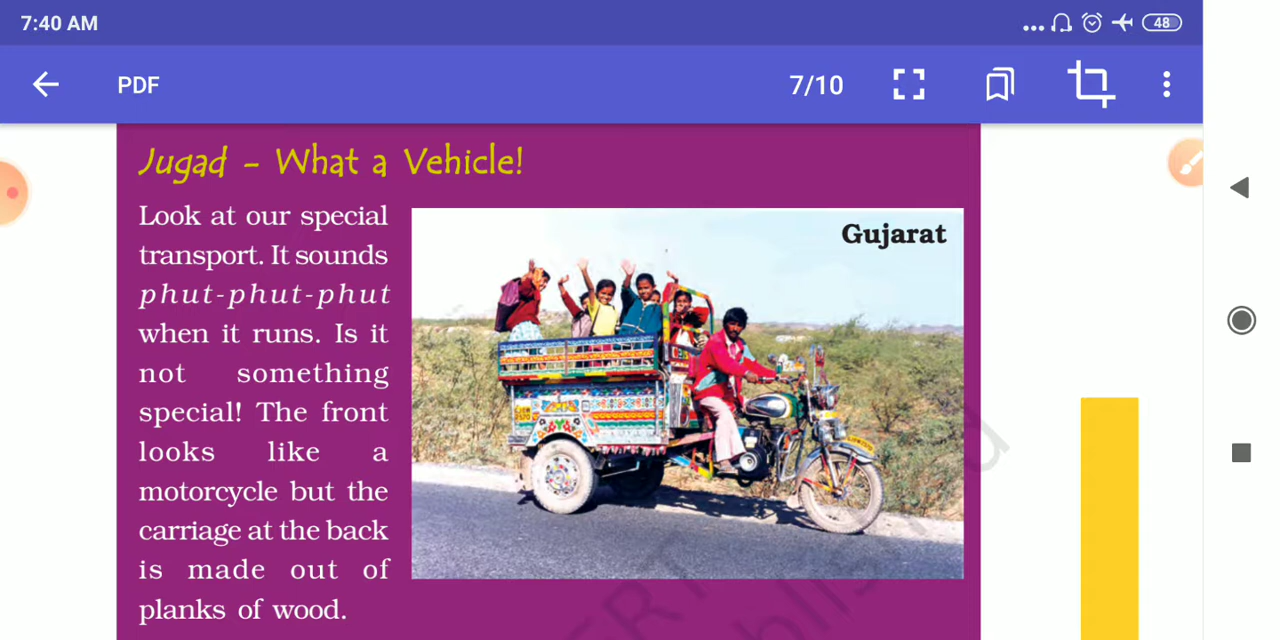 7:40 AM
48
PDF
7/10
Jugad – What a Vehicle!
Look at our special
transport. It sounds
phut-phut-phut
when it runs. Is it
not something
special! The front
looks like a
motorcycle but the
carriage at the back
is made out of
planks of wood.
Gujarat